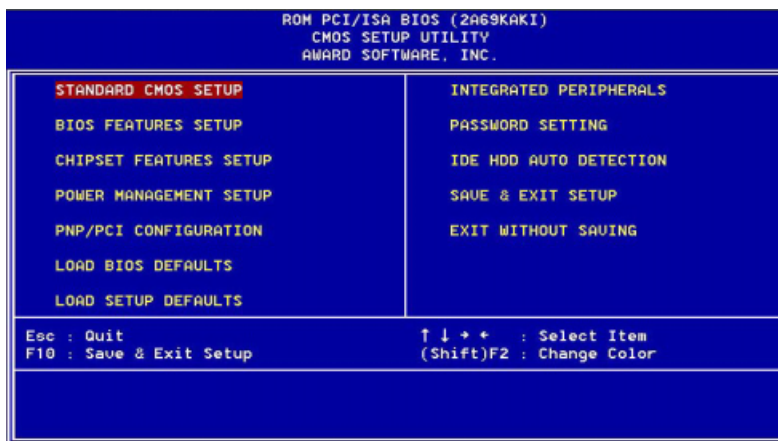 ROM PCI/ISA BIOS (2A69KAKI)
CMOS SETUP UTILITY
AWARD SOFTWARE, INC.
STANDARD CMOS SETUP
BIOS FEATURES SETUP
CHIPSET FEATURES SETUP
POWER MANAGEMENT SETUP
PNP/PCI CONFIGURATION
LOAD BIOS DEFAULTS
LOAD SETUP DEFAULTS
INTEGRATED PERIPHERALS
PASSWORD SETTING
IDE HDD AUTO DETECTION
SAVE & EXIT SETUP
EXIT WITHOUT SAVING
Esc : Quit
F10 : Save & Exit Setup
↑ ↓ → ← : Select Item
(Shift)F2 : Change Color